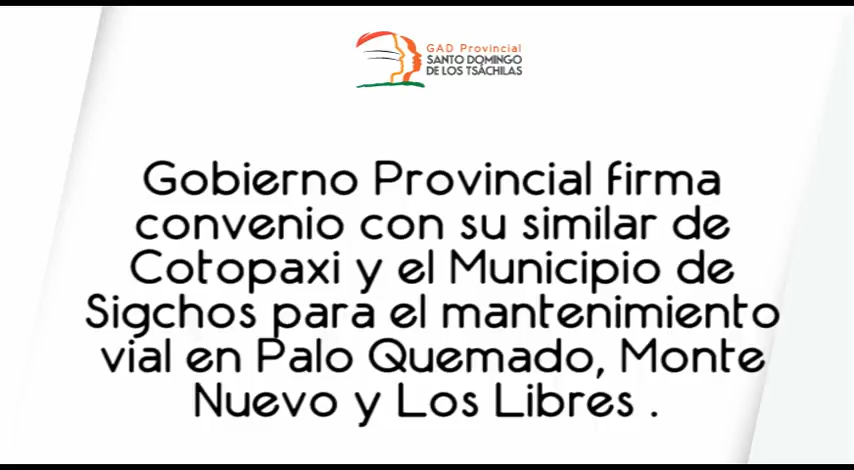 GAD Provincial
SANTO DOMINGO
DE LOS TSÁCHILAS
Gobierno Provincial firma
convenio con su similar de
Cotopaxi y el Municipio de
Sigchos para el mantenimiento
vial en Palo Quemado, Monte
Nuevo y Los Libres .